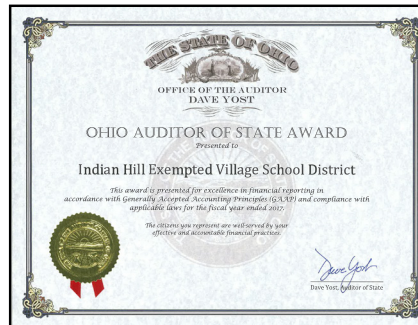 THE STATE OF OHIO
OFFICE OF THE AUDITOR
DAVE YOST
OHIO AUDITOR OF STATE AWARD
Presented to
Indian Hill Exempted Village School District
This award is presented for excellence in financial reporting in
accordance with Generally Accepted Accounting Principles (GAAP) and compliance with
applicable laws for the fiscal year ended 2017.
The citizens you represent are well-served by your
effective and accountable financial practices.
Dave Yost
Dave Yost, Auditor of State